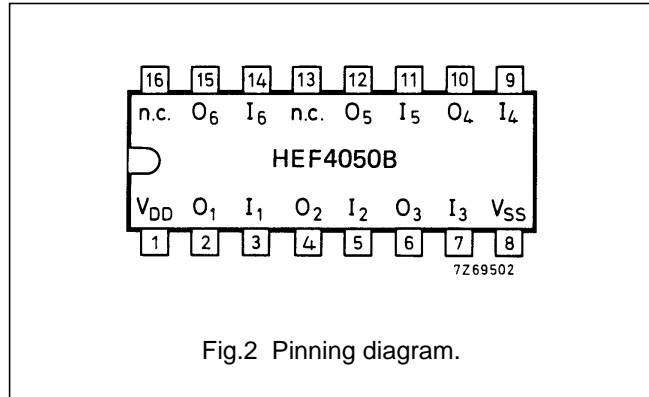 16 15 14 13 12 11 10 9
n.c. O6 I6 n.c. O5 I5 O4 I4
HEF4050B
VDD O1 I1 O2 I2 O3 I3 VSS
1 2 3 4 5 6 7 8
7Z69502
Fig.2 Pinning diagram.